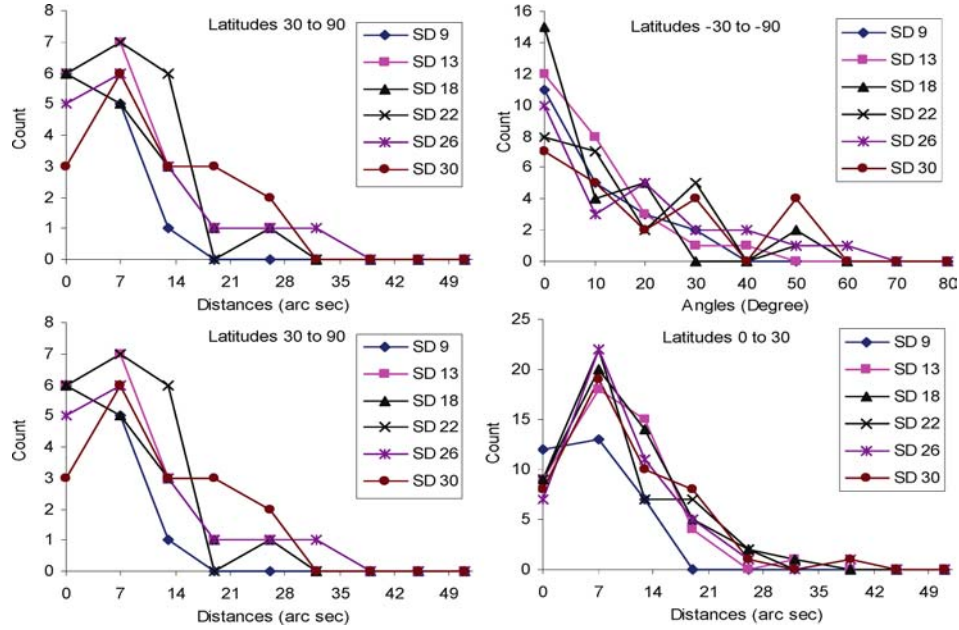 Latitudes 30 to 90
Count
8
7
6
5
4
3
2
1
0
0 7 14 21 28 35 42 49
Distances (arc sec)
SD 9
SD 13
SD 18
SD 22
SD 26
SD 30
Latitudes -30 to -90
Count
16
14
12
10
8
6
4
2
0
0 10 20 30 40 50 60 70 80
Angles (Degree)
SD 9
SD 13
SD 18
SD 22
SD 26
SD 30
Latitudes 30 to 90
Count
8
7
6
5
4
3
2
1
0
0 7 14 21 28 35 42 49
Distances (arc sec)
SD 9
SD 13
SD 18
SD 22
SD 26
SD 30
Latitudes 0 to 30
Count
25
20
15
10
5
0
0 7 14 21 28 35 42 49
Distances (arc sec)
SD 9
SD 13
SD 18
SD 22
SD 26
SD 30